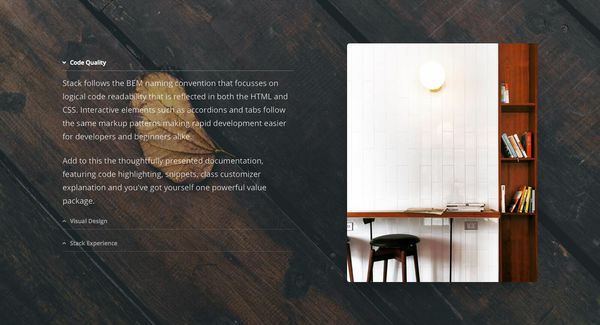 Code Quality
Stack follows the BEM naming convention that focusses on
logical code readability that is reflected in both the HTML and
CSS. Interactive elements such as accordions and tabs follow
the same markup patterns making rapid development easier
for developers and beginners alike.
Add to this the thoughtfully presented documentation,
featuring code highlighting, snippets, class customizer
explanation and you've got yourself one powerful value
package.
Visual Design
Stack Experience